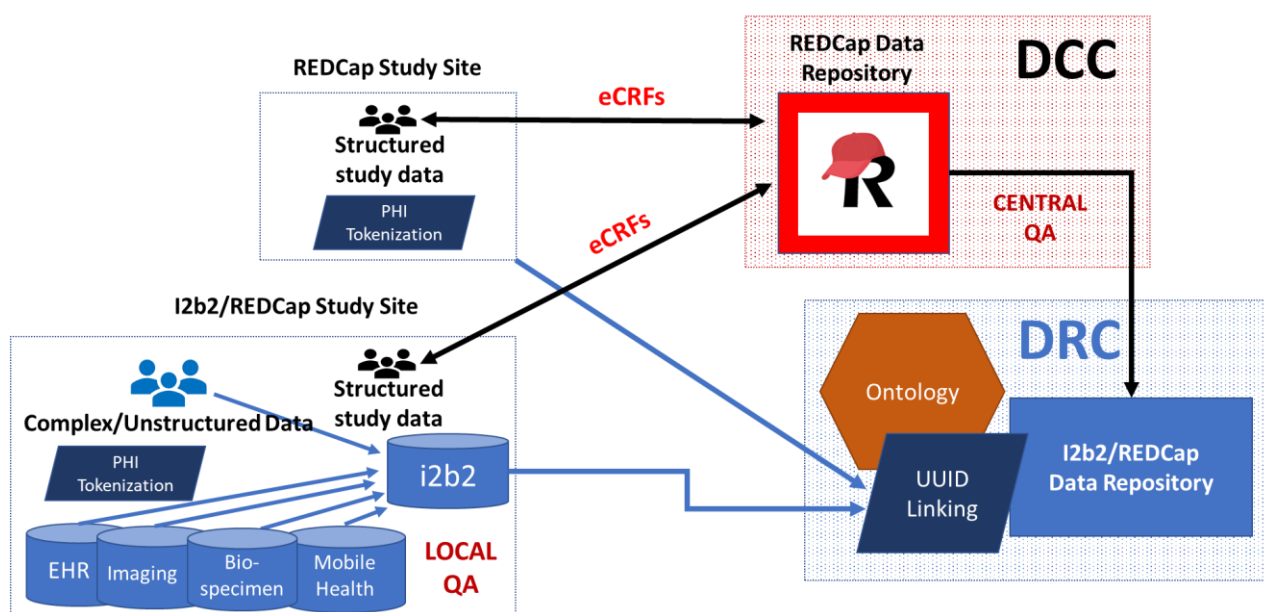 REDCap Data
Repository
DCC
REDCap Study Site
eCRFs
R
Structured
study data
PHI
Tokenization
CENTRAL
QA
eCRFs
I2b2/REDCap Study Site
DRC
Ontology
Structured
study data
Complex/Unstructured Data
PHI
Tokenization
i2b2
UUID
Linking
I2b2/REDCap
Data Repository
EHR
Imaging
Bio-
specimen
Mobile
Health
LOCAL
QA